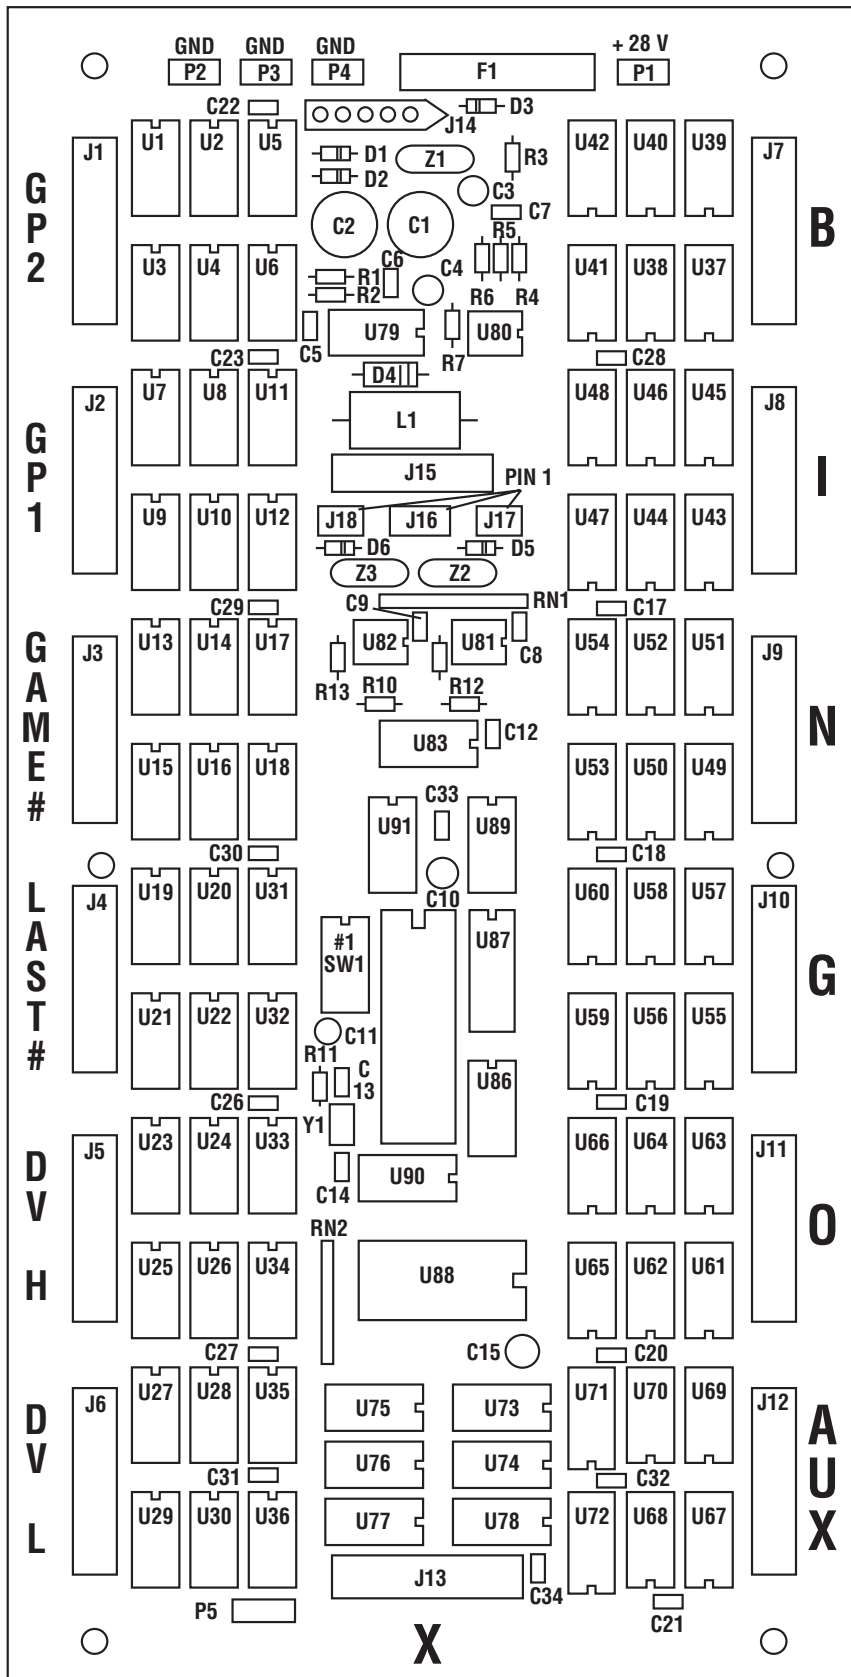 GND GND GND + 28 V
P2 P3 P4 F1 P1
C22 D3
J14
J1 U1 U2 U5 D1 Z1 R3 U42 U40 U39 J7
D2 C3
GP2 C2 C1 C7 B
R5
U3 U4 U6 C6 C4 U41 U38 U37
R1
R2 R6 R4
U79 U80
C5 R7
C23 C28
D4
J2 U7 U8 U11 U48 U46 U45 J8
L1
GP1 J15 PIN 1 I
U9 U10 U12 J18 J16 J17 U47 U44 U43
D6 D5
Z3 Z2
C29 C9 RN1 C17
J3 U13 U14 U17 U82 U81 U54 U52 U51 J9
C8
R13 R10 R12
GAME# U83 C12 N
U15 U16 U18 U53 U50 U49
C33
U91 U89
C30 C18
C10
J4 U19 U20 U31 U60 U58 U57 J10
#1 U87
SW1
LAST# G
U21 U22 U32 C11 U59 U56 U55
R11 C
13 U86
C26 C19
Y1
J5 U23 U24 U33 U66 U64 U63 J11
U90
C14
DV H RN2 O
U25 U26 U34 U88 U65 U62 U61
C27 C15 C20
J6 U27 U28 U35 U75 U73 U71 U70 U69 J12
DV L U76 U74 AUX
C31 C32
U29 U30 U36 U77 U78 U72 U68 U67
J13
C34
P5 C21
X